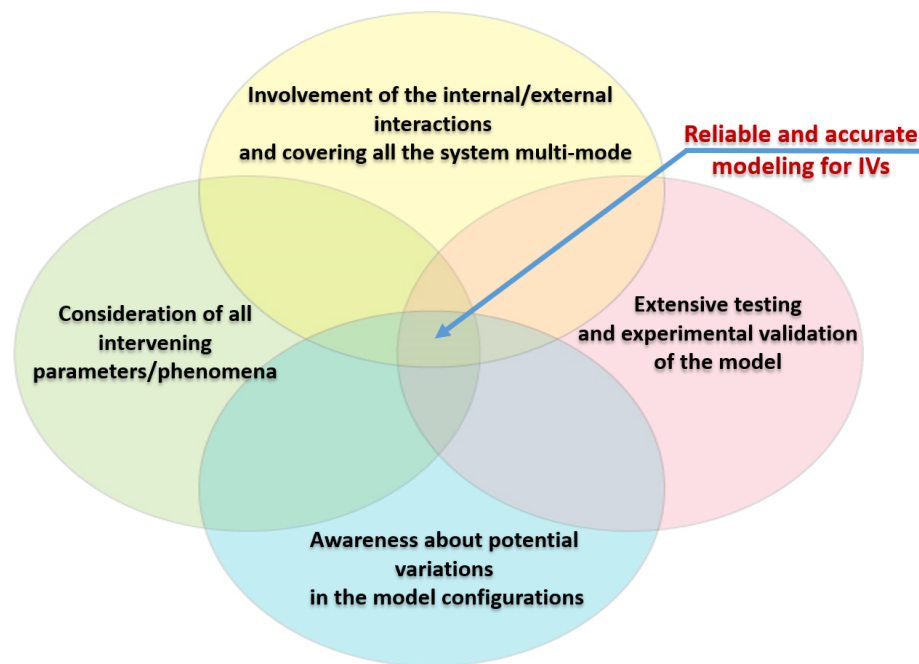 Involvement of the internal/external
interactions
and covering all the system multi-mode
Reliable and accurate
modeling for IVs
Consideration of all
intervening
parameters/phenomena
Extensive testing
and experimental validation
of the model
Awareness about potential
variations
in the model configurations